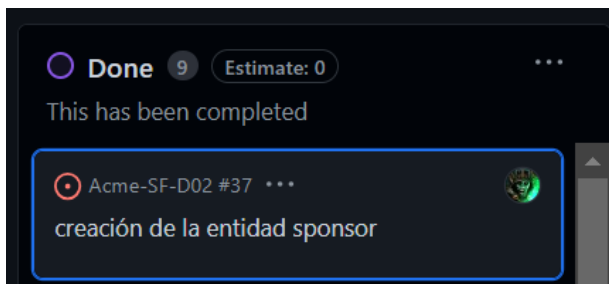 Done 9 Estimate: 0
This has been completed
Acme-SF-D02 #37
creación de la entidad sponsor